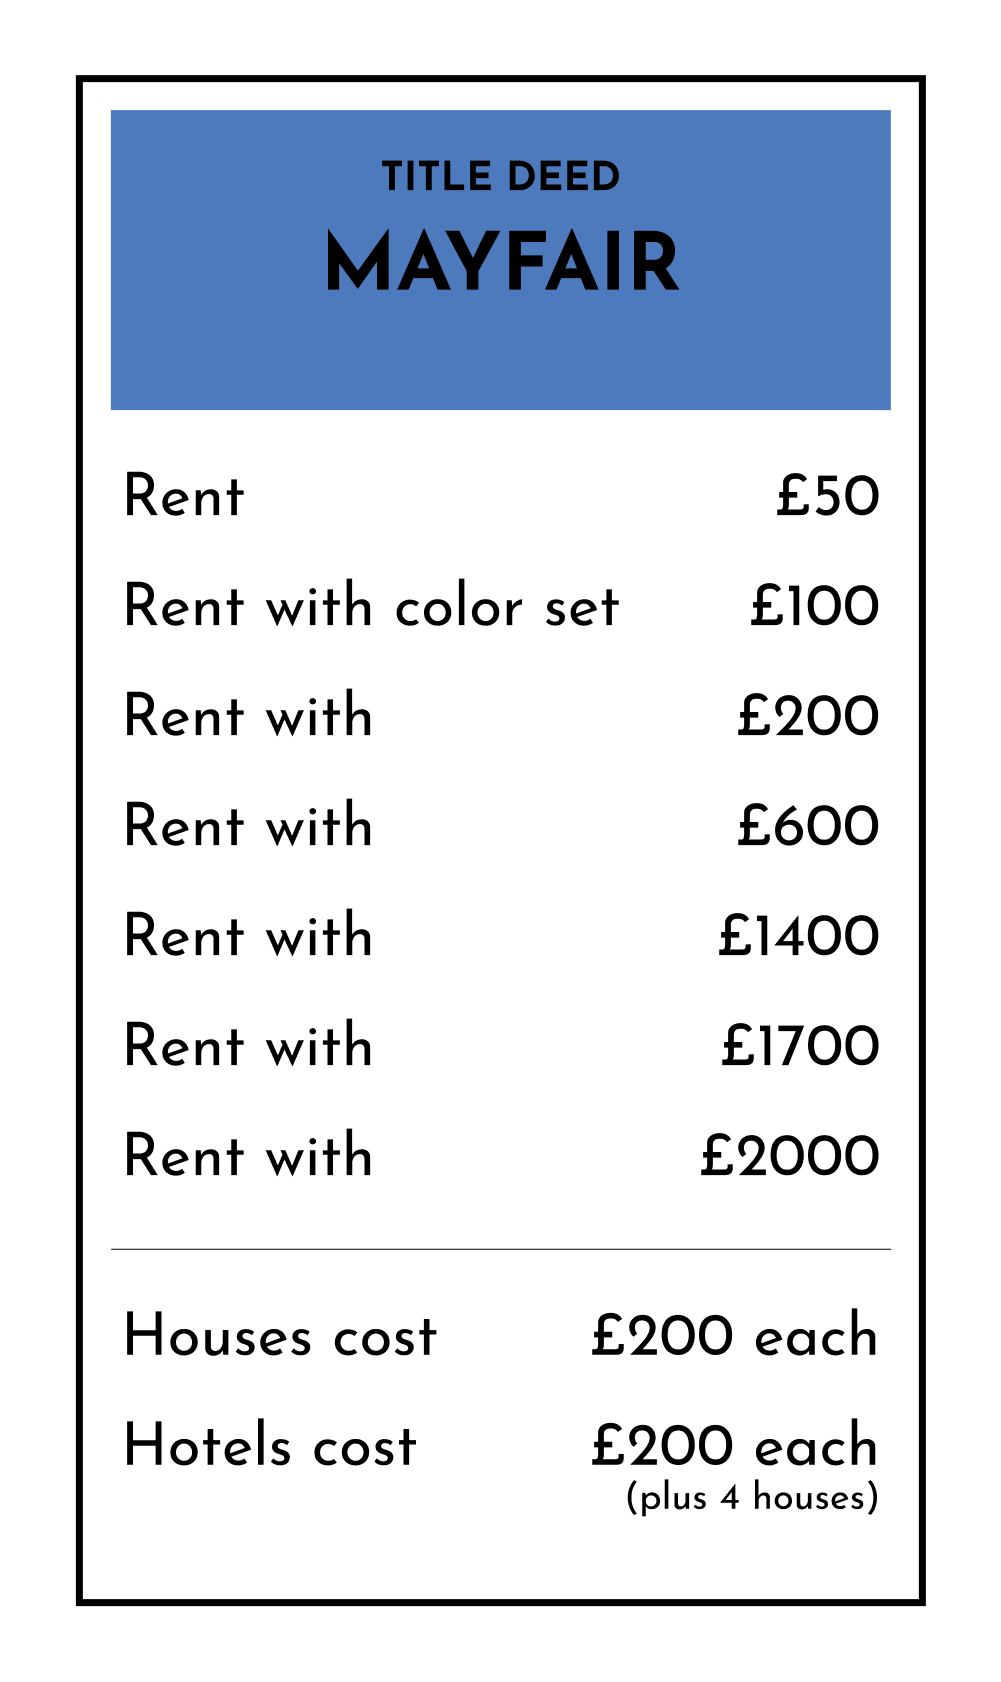 TITLE DEED
MAYFAIR
Rent £50
Rent with color set £100
Rent with £200
Rent with £600
Rent with £1400
Rent with £1700
Rent with £2000
Houses cost £200 each
Hotels cost £200 each
(plus 4 houses)